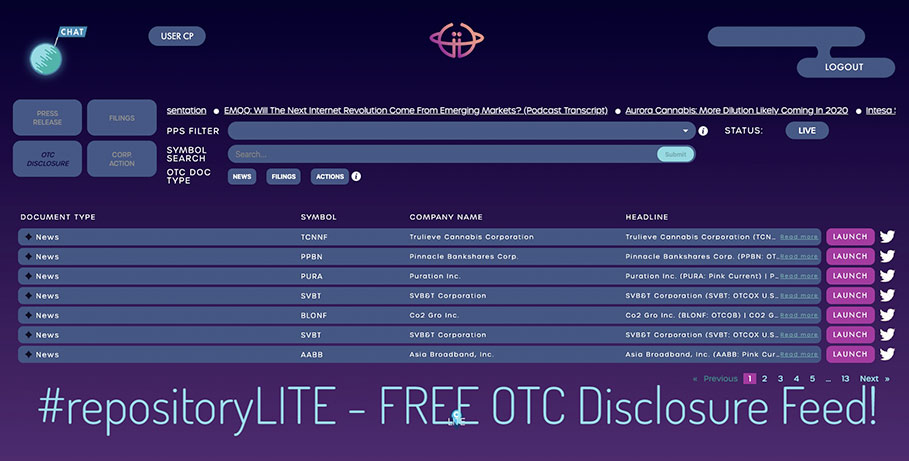 CHAT
USER CP
LOGOUT
PRESS RELEASE
FILINGS
OTC DISCLOSURE
CORP. ACTION
sentation ● EMQQ: Will The Next Internet Revolution Come From Emerging Markets? (Podcast Transcript) ● Aurora Cannabis: More Dilution Likely Coming In 2020 ● Intesa S
PPS FILTER
STATUS: LIVE
SYMBOL SEARCH
Search...
Submit
OTC DOC TYPE
NEWS FILINGS ACTIONS
DOCUMENT TYPE SYMBOL COMPANY NAME HEADLINE
News TCNNF Trulieve Cannabis Corporation Trulieve Cannabis Corporation (TCN... Read more LAUNCH
News PPBN Pinnacle Bankshares Corp. Pinnacle Bankshares Corp. (PPBN: OT... Read more LAUNCH
News PURA Puration Inc. Puration Inc. (PURA: Pink Current) | P... Read more LAUNCH
News SVBT SVB&T Corporation SVB&T Corporation (SVBT: OTCQX U.S... Read more LAUNCH
News BLONF Co2 Gro Inc. Co2 Gro Inc. (BLONF: OTCQB) | CO2 G... Read more LAUNCH
News SVBT SVB&T Corporation SVB&T Corporation (SVBT: OTCQX U.S... Read more LAUNCH
News AABB Asia Broadband, Inc. Asia Broadband, Inc. (AABB: Pink Cur... Read more LAUNCH
« Previous 1 2 3 4 5 ... 13 Next »
#repositoryLITE - FREE OTC Disclosure Feed!